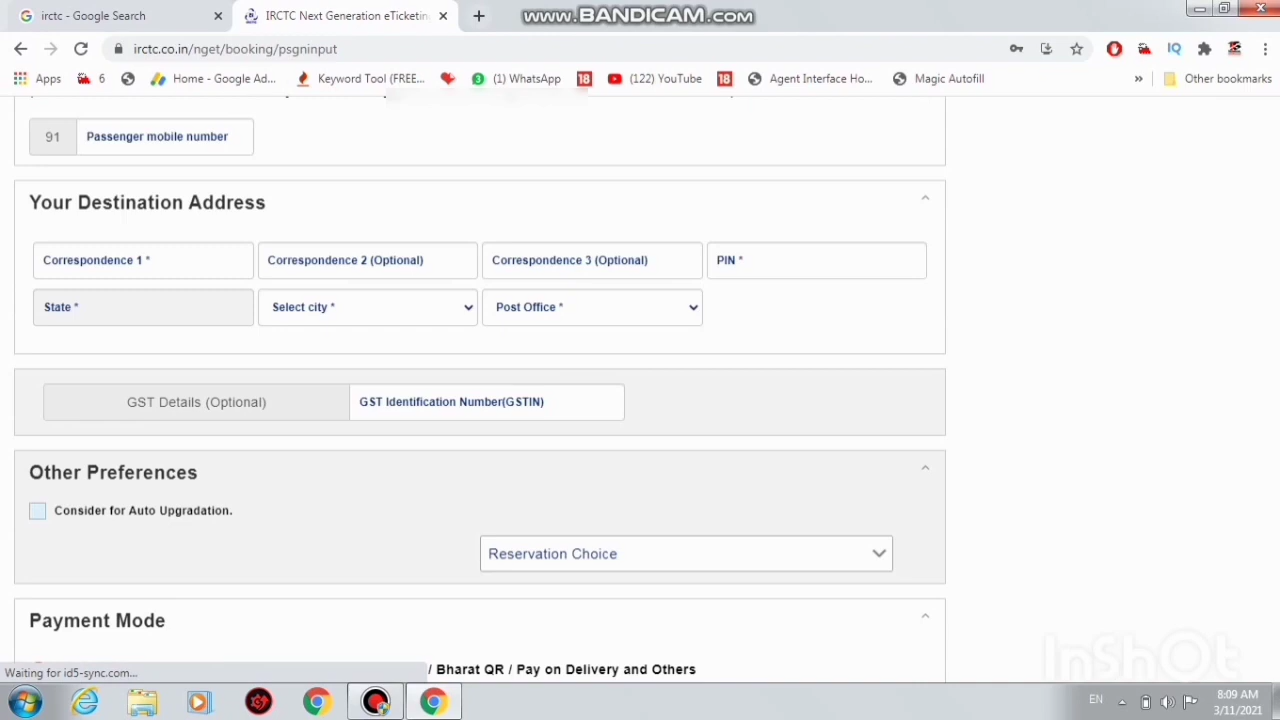 irctc - Google Search
IRCTC Next Generation eTicketing
www.BANDICAM.com
irctc.co.in/nget/booking/psgninput
IQ
Apps
6
Home - Google Ad...
Keyword Tool (FREE...
3
(1) WhatsApp
18
(122) YouTube
18
Agent Interface Ho...
Magic Autofill
»
Other bookmarks
91
Passenger mobile number
Your Destination Address
Correspondence 1 *
Correspondence 2 (Optional)
Correspondence 3 (Optional)
PIN *
State *
Select city *
Post Office *
GST Details (Optional)
GST Identification Number(GSTIN)
Other Preferences
Consider for Auto Upgradation.
Reservation Choice
Payment Mode
/ Bharat QR / Pay on Delivery and Others
InShOt
Waiting for id5-sync.com...
EN
8:09 AM
3/11/2021